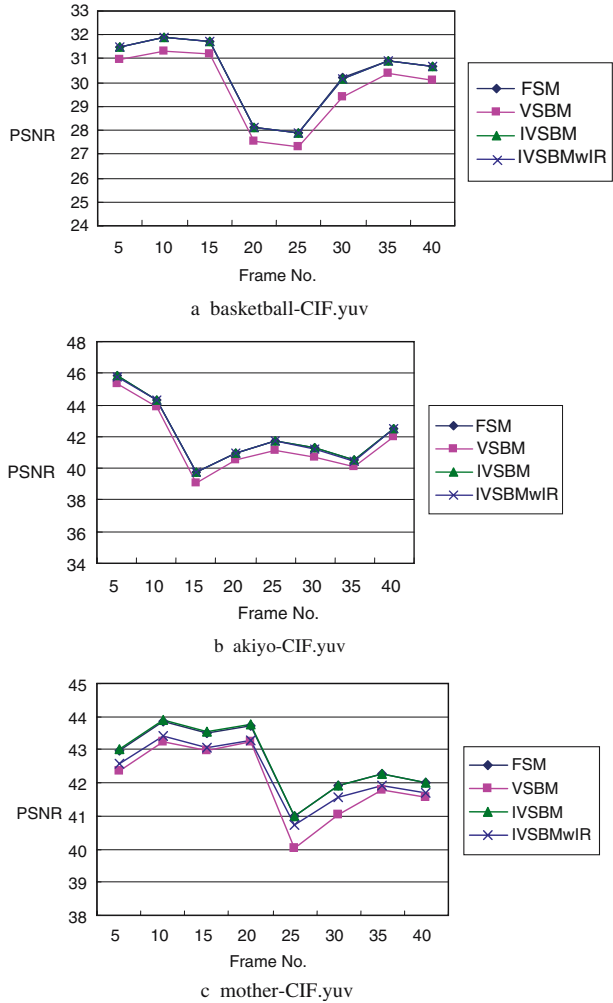 33
32
31
30
29
28
27
26
25
24
PSNR
5 10 15 20 25 30 35 40
Frame No.
FSM
VSBM
IVSBM
IVSBMwIR
a basketball-CIF.yuv
48
46
44
42
40
38
36
34
PSNR
5 10 15 20 25 30 35 40
Frame No.
FSM
VSBM
IVSBM
IVSBMwIR
b akiyo-CIF.yuv
45
44
43
42
41
40
39
38
PSNR
5 10 15 20 25 30 35 40
Frame No.
FSM
VSBM
IVSBM
IVSBMwIR
c mother-CIF.yuv